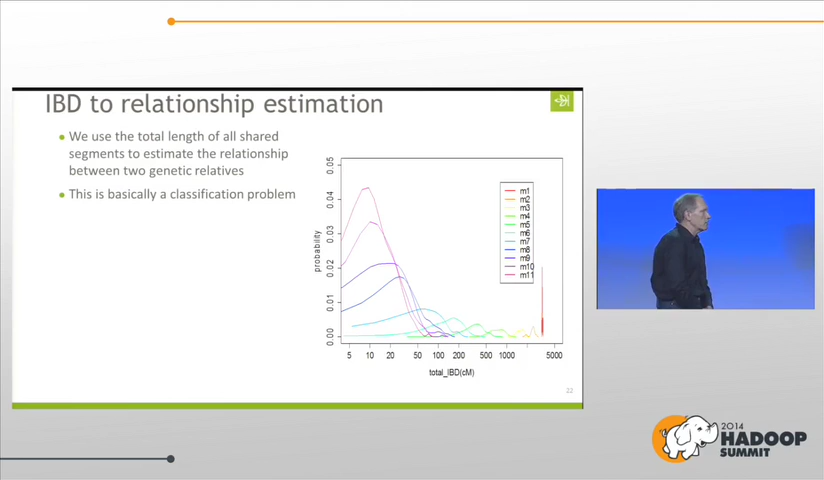 IBD to relationship estimation
We use the total length of all shared
segments to estimate the relationship
between two genetic relatives
This is basically a classification problem
probability
0.05
0.04
0.03
0.02
0.01
0.00
m1
m2
m3
m4
m5
m6
m7
m8
m9
m10
m11
5 10 20 50 100 200 500 1000 5000
total_IBD(cM)
22
2014
HADOOP
SUMMIT